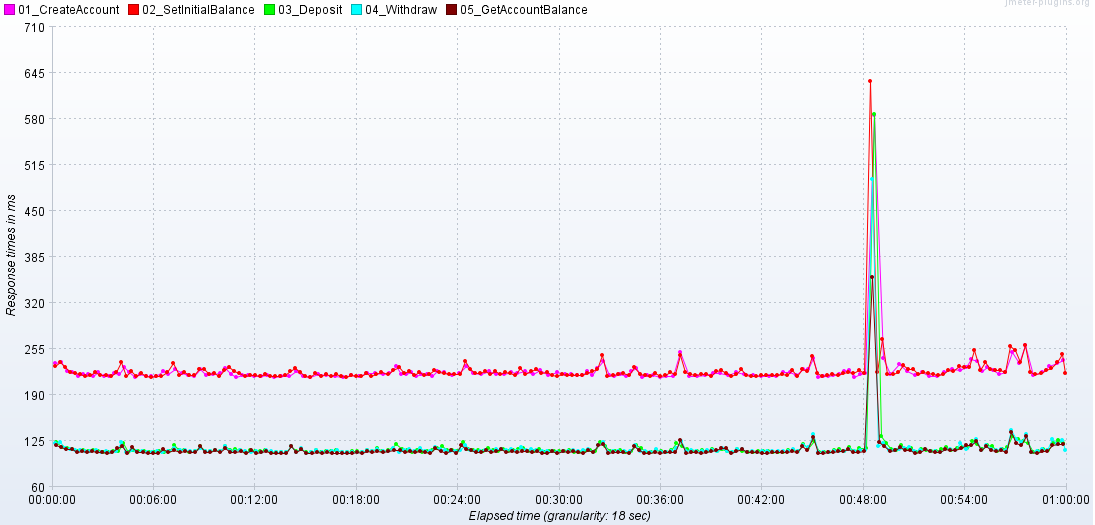 jmeter-plugins.org
01_CreateAccount 02_SetInitialBalance 03_Deposit 04_Withdraw 05_GetAccountBalance
710
645
580
515
450
385
320
255
190
125
60
Response times in ms
00:00:00 00:06:00 00:12:00 00:18:00 00:24:00 00:30:00 00:36:00 00:42:00 00:48:00 00:54:00 01:00:00
Elapsed time (granularity: 18 sec)